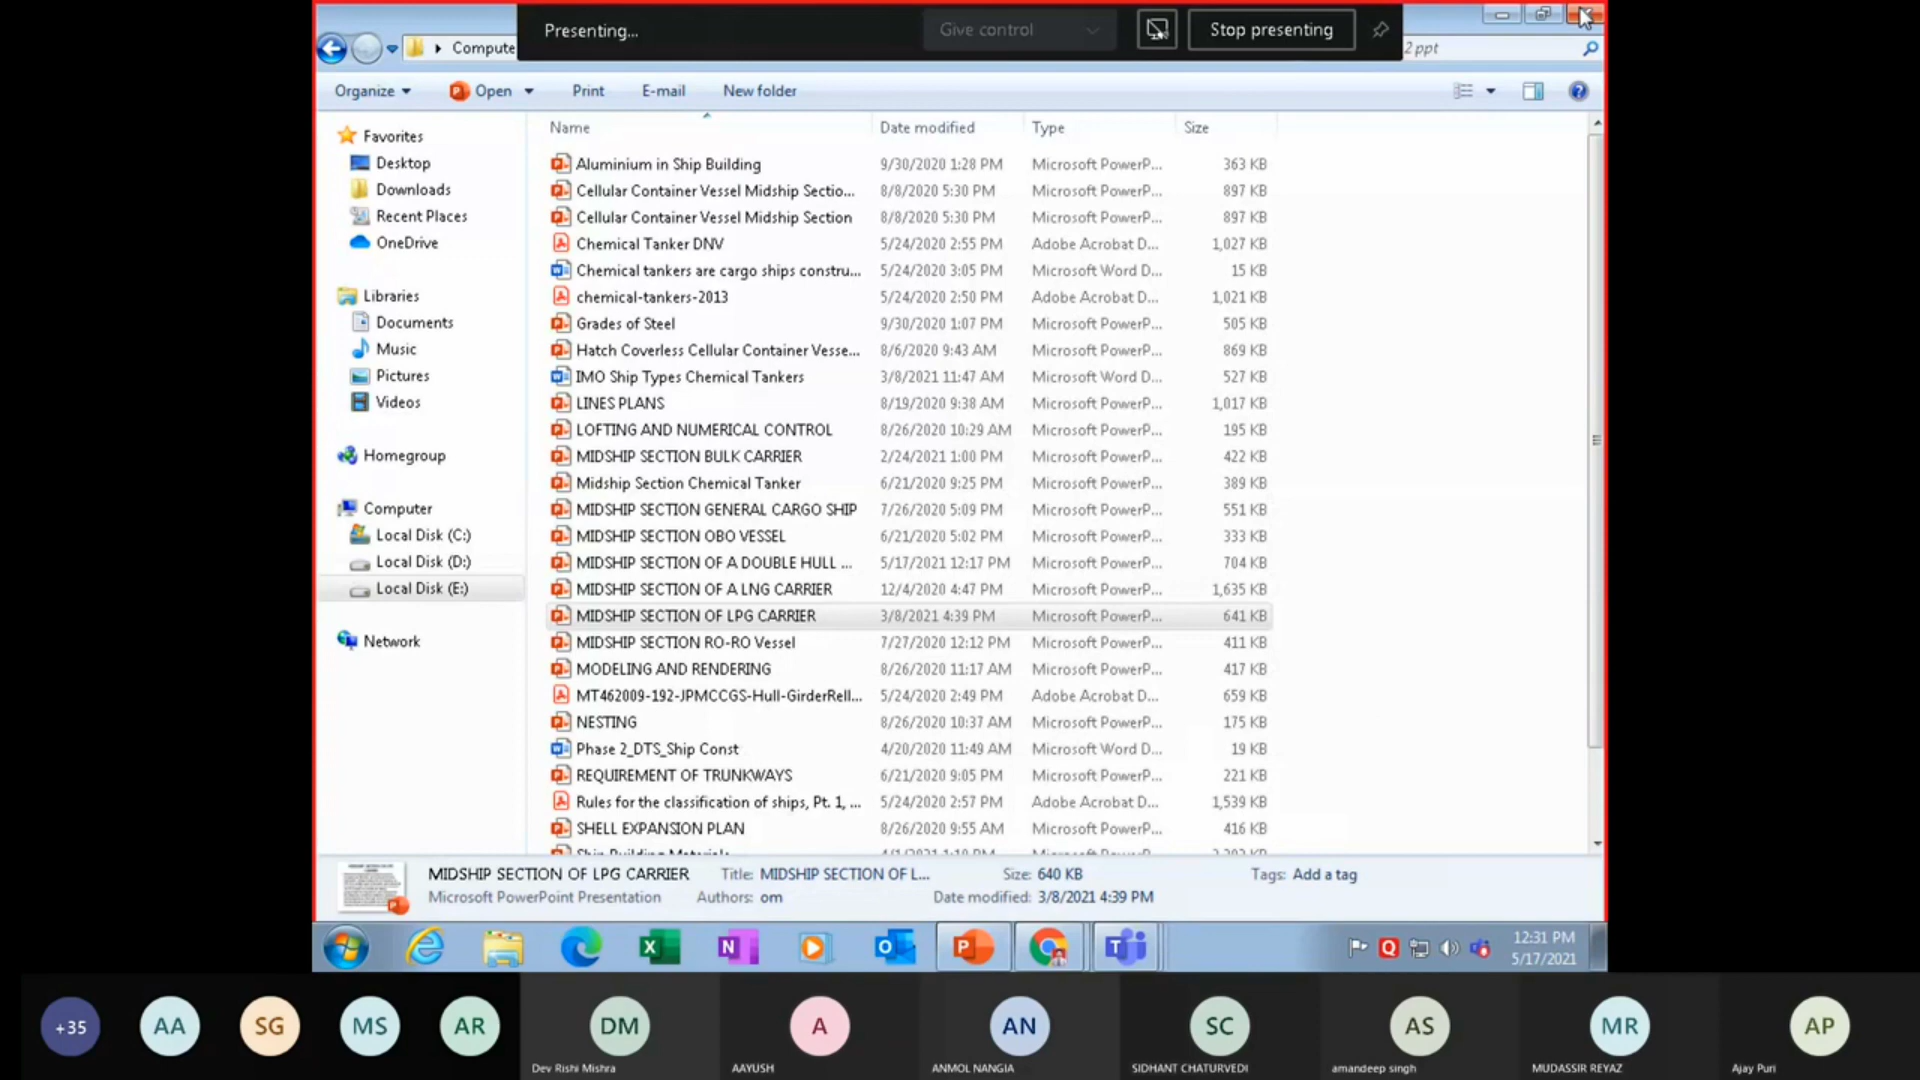 Presenting...
Give control
Stop presenting
Compute
2 ppt
Organize
Open
Print
E-mail
New folder
Name
Date modified
Type
Size
Favorites
Desktop
Downloads
Recent Places
OneDrive
Libraries
Documents
Music
Pictures
Videos
Homegroup
Computer
Local Disk (C:)
Local Disk (D:)
Local Disk (E:)
Network
Aluminium in Ship Building 9/30/2020 1:28 PM Microsoft PowerP... 363 KB
Cellular Container Vessel Midship Sectio... 8/8/2020 5:30 PM Microsoft PowerP... 897 KB
Cellular Container Vessel Midship Section 8/8/2020 5:30 PM Microsoft PowerP... 897 KB
Chemical Tanker DNV 5/24/2020 2:55 PM Adobe Acrobat D... 1,027 KB
Chemical tankers are cargo ships constru... 5/24/2020 3:05 PM Microsoft Word D... 15 KB
chemical-tankers-2013 5/24/2020 2:50 PM Adobe Acrobat D... 1,021 KB
Grades of Steel 9/30/2020 1:07 PM Microsoft PowerP... 505 KB
Hatch Coverless Cellular Container Vesse... 8/6/2020 9:43 AM Microsoft PowerP... 869 KB
IMO Ship Types Chemical Tankers 3/8/2021 11:47 AM Microsoft Word D... 527 KB
LINES PLANS 8/19/2020 9:38 AM Microsoft PowerP... 1,017 KB
LOFTING AND NUMERICAL CONTROL 8/26/2020 10:29 AM Microsoft PowerP... 195 KB
MIDSHIP SECTION BULK CARRIER 2/24/2021 1:00 PM Microsoft PowerP... 422 KB
Midship Section Chemical Tanker 6/21/2020 9:25 PM Microsoft PowerP... 389 KB
MIDSHIP SECTION GENERAL CARGO SHIP 7/26/2020 5:09 PM Microsoft PowerP... 551 KB
MIDSHIP SECTION OBO VESSEL 6/21/2020 5:02 PM Microsoft PowerP... 333 KB
MIDSHIP SECTION OF A DOUBLE HULL ... 5/17/2021 12:17 PM Microsoft PowerP... 704 KB
MIDSHIP SECTION OF A LNG CARRIER 12/4/2020 4:47 PM Microsoft PowerP... 1,635 KB
MIDSHIP SECTION OF LPG CARRIER 3/8/2021 4:39 PM Microsoft PowerP... 641 KB
MIDSHIP SECTION RO-RO Vessel 7/27/2020 12:12 PM Microsoft PowerP... 411 KB
MODELING AND RENDERING 8/26/2020 11:17 AM Microsoft PowerP... 417 KB
MT462009-192-JPMCCGS-Hull-GirderRell... 5/24/2020 2:49 PM Adobe Acrobat D... 659 KB
NESTING 8/26/2020 10:37 AM Microsoft PowerP... 175 KB
Phase 2_DTS_Ship Const 4/20/2020 11:49 AM Microsoft Word D... 19 KB
REQUIREMENT OF TRUNKWAYS 6/21/2020 9:05 PM Microsoft PowerP... 221 KB
Rules for the classification of ships, Pt. 1, ... 5/24/2020 2:57 PM Adobe Acrobat D... 1,539 KB
SHELL EXPANSION PLAN 8/26/2020 9:55 AM Microsoft PowerP... 416 KB
MIDSHIP SECTION OF LPG CARRIER Title: MIDSHIP SECTION OF L... Size: 640 KB Tags: Add a tag
Microsoft PowerPoint Presentation Authors: om Date modified: 3/8/2021 4:39 PM
12:31 PM
5/17/2021
+35
AA
SG
MS
AR
DM
A
AN
SC
AS
MR
AP
Dev Rishi Mishra
AAYUSH
ANMOL NANGIA
SIDHANT CHATURVEDI
amandeep singh
MUDASSIR REYAZ
Ajay Puri